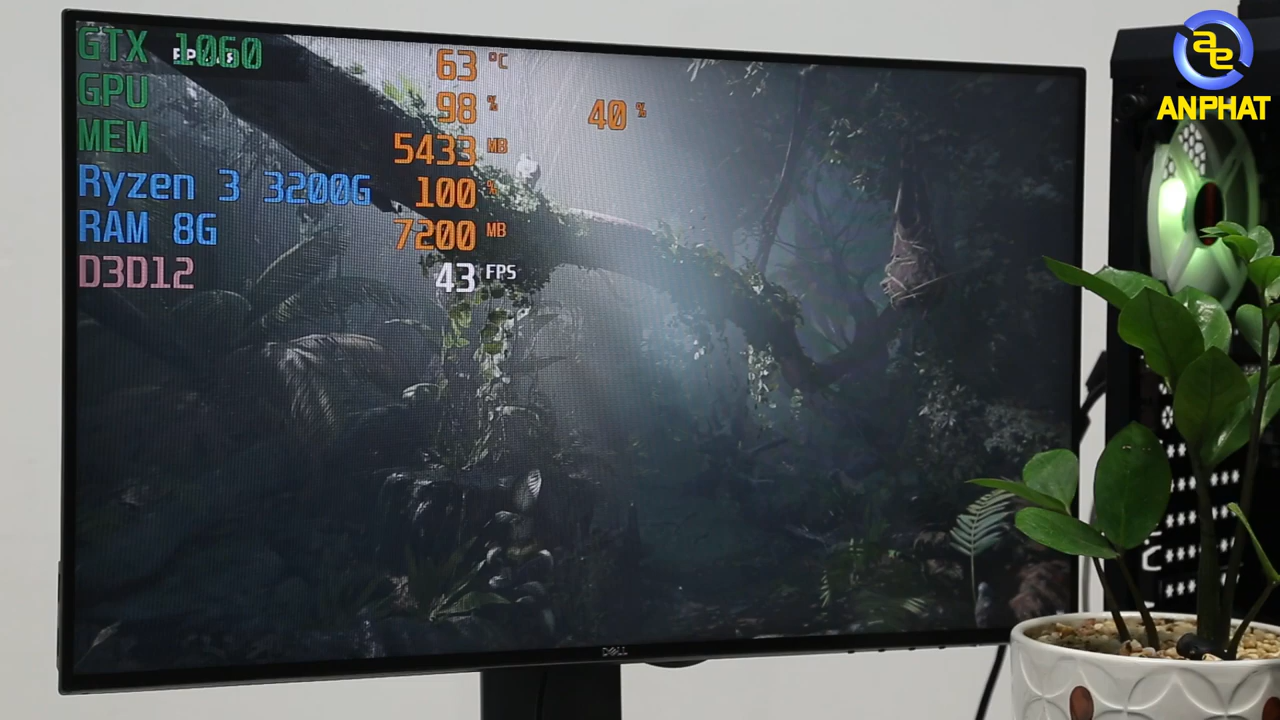 GTX 1060 63 °C
GPU 98 % 40 %
MEM 5433 MB
Ryzen 3 3200G 100 %
RAM 8G 7200 MB
D3D12 43 FPS
DELL
ae
ANPHAT